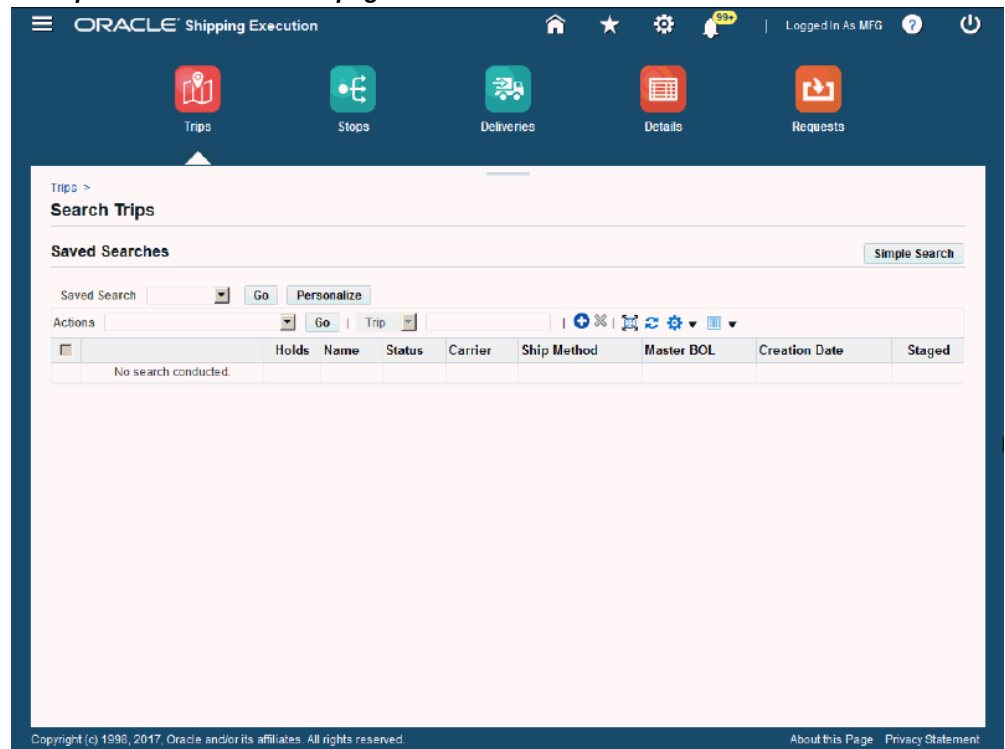 ORACLE Shipping Execution
99+
| Logged In As MFG
Trips Stops Deliveries Details Requests
Trips >
Search Trips
Saved Searches
Simple Search
Saved Search Go Personalize
Actions Go | Trip
Holds Name Status Carrier Ship Method Master BOL Creation Date Staged
No search conducted.
Copyright (c) 1998, 2017, Oracle and/or its affiliates. All rights reserved. About this Page Privacy Statement